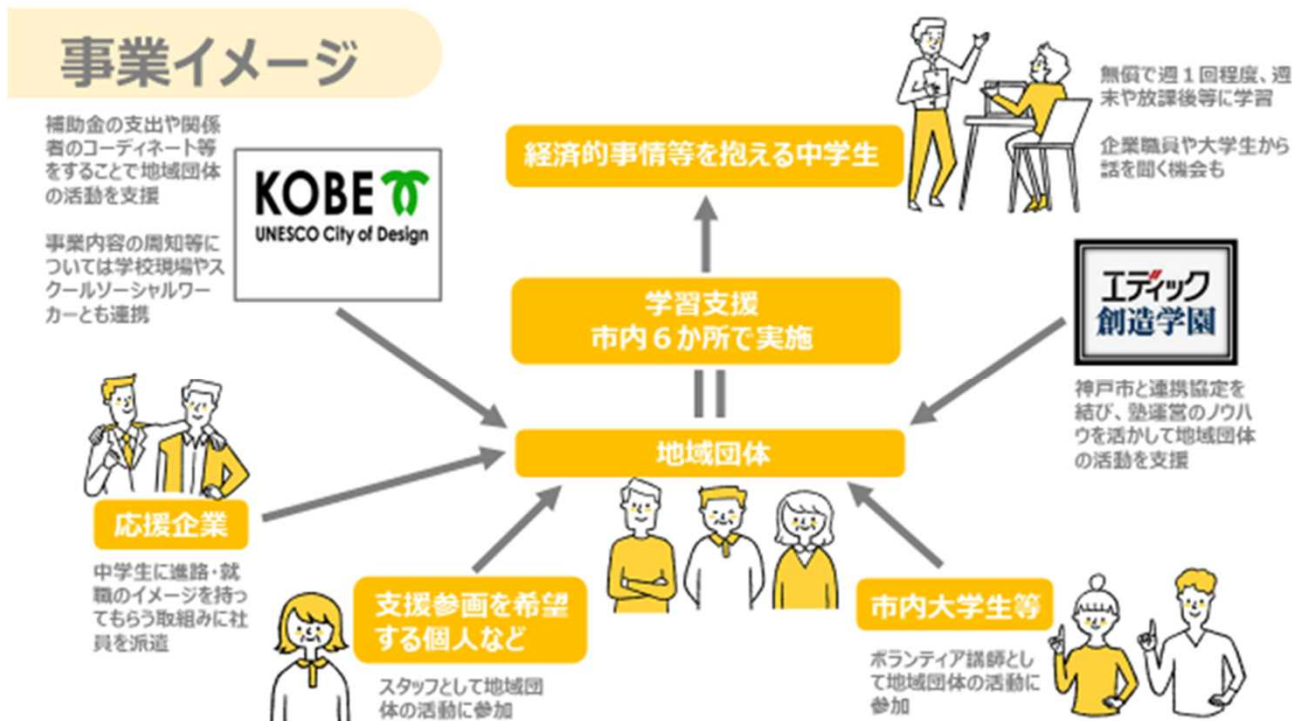 事業イメージ
補助金の支出や関係
者のコーディネート等
をすることで地域団体
の活動を支援
事業内容の周知等に
ついては学校現場やス
クールソーシャルワー
カーとも連携
KOBE
UNESCO City of Design
経済的事情等を抱える中学生
無償で週1回程度、週
末や放課後等に学習
企業職員や大学生から
話を聞く機会も
学習支援
市内6か所で実施
エディック
創造学園
神戸市と連携協定を
結び、塾運営のノウハ
ウを活かして地域団体
の活動を支援
地域団体
応援企業
中学生に進路・就
職のイメージを持っ
てもらう取組みに社
員を派遣
支援参画を希望
する個人など
スタッフとして地域団
体の活動に参加
市内大学生等
ボランティア講師とし
て地域団体の活動に
参加